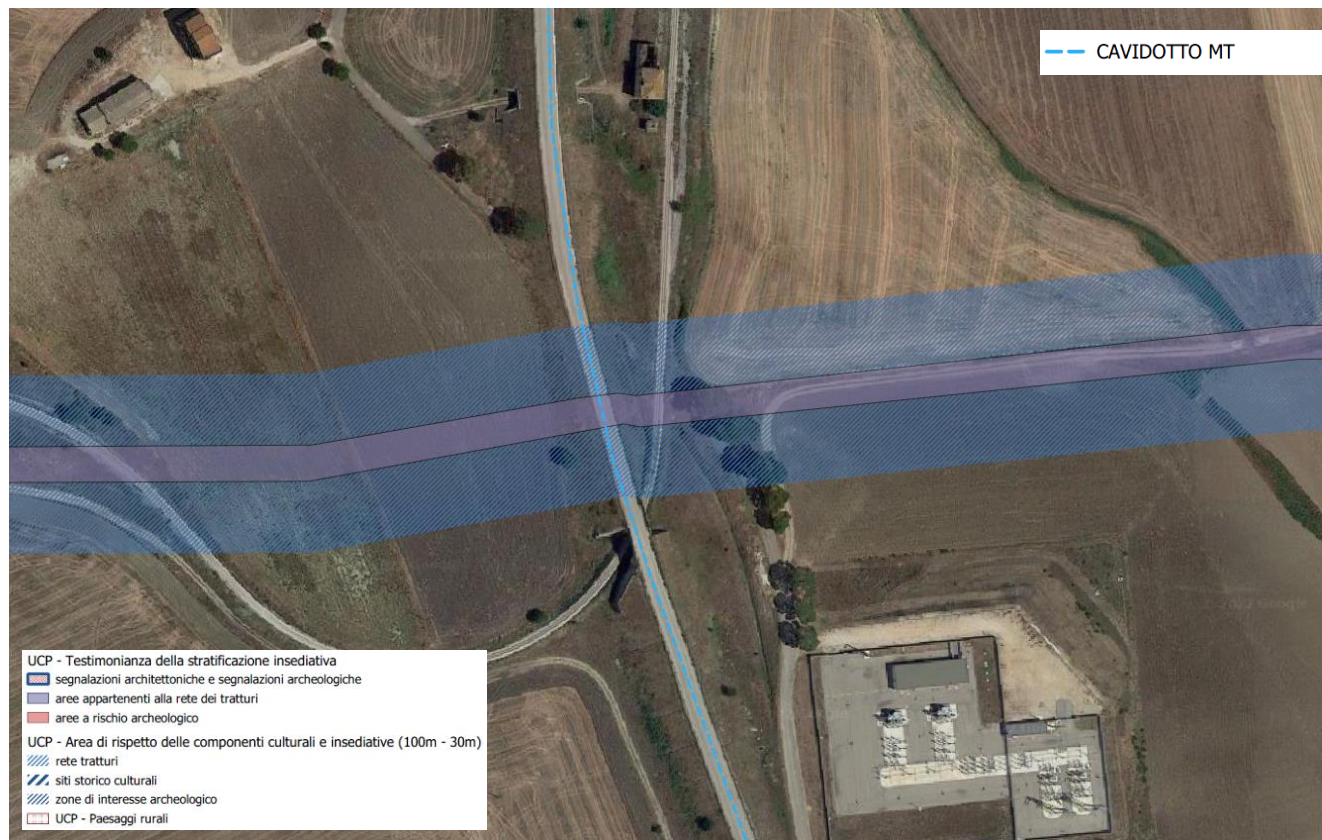 CAVIDOTTO MT
UCP - Testimonianza della stratificazione insediativa
segnalazioni architettoniche e segnalazioni archeologiche
aree appartenenti alla rete dei tratturi
aree a rischio archeologico
UCP - Area di rispetto delle componenti culturali e insediative (100m - 30m)
rete tratturi
siti storico culturali
zone di interesse archeologico
UCP - Paesaggi rurali